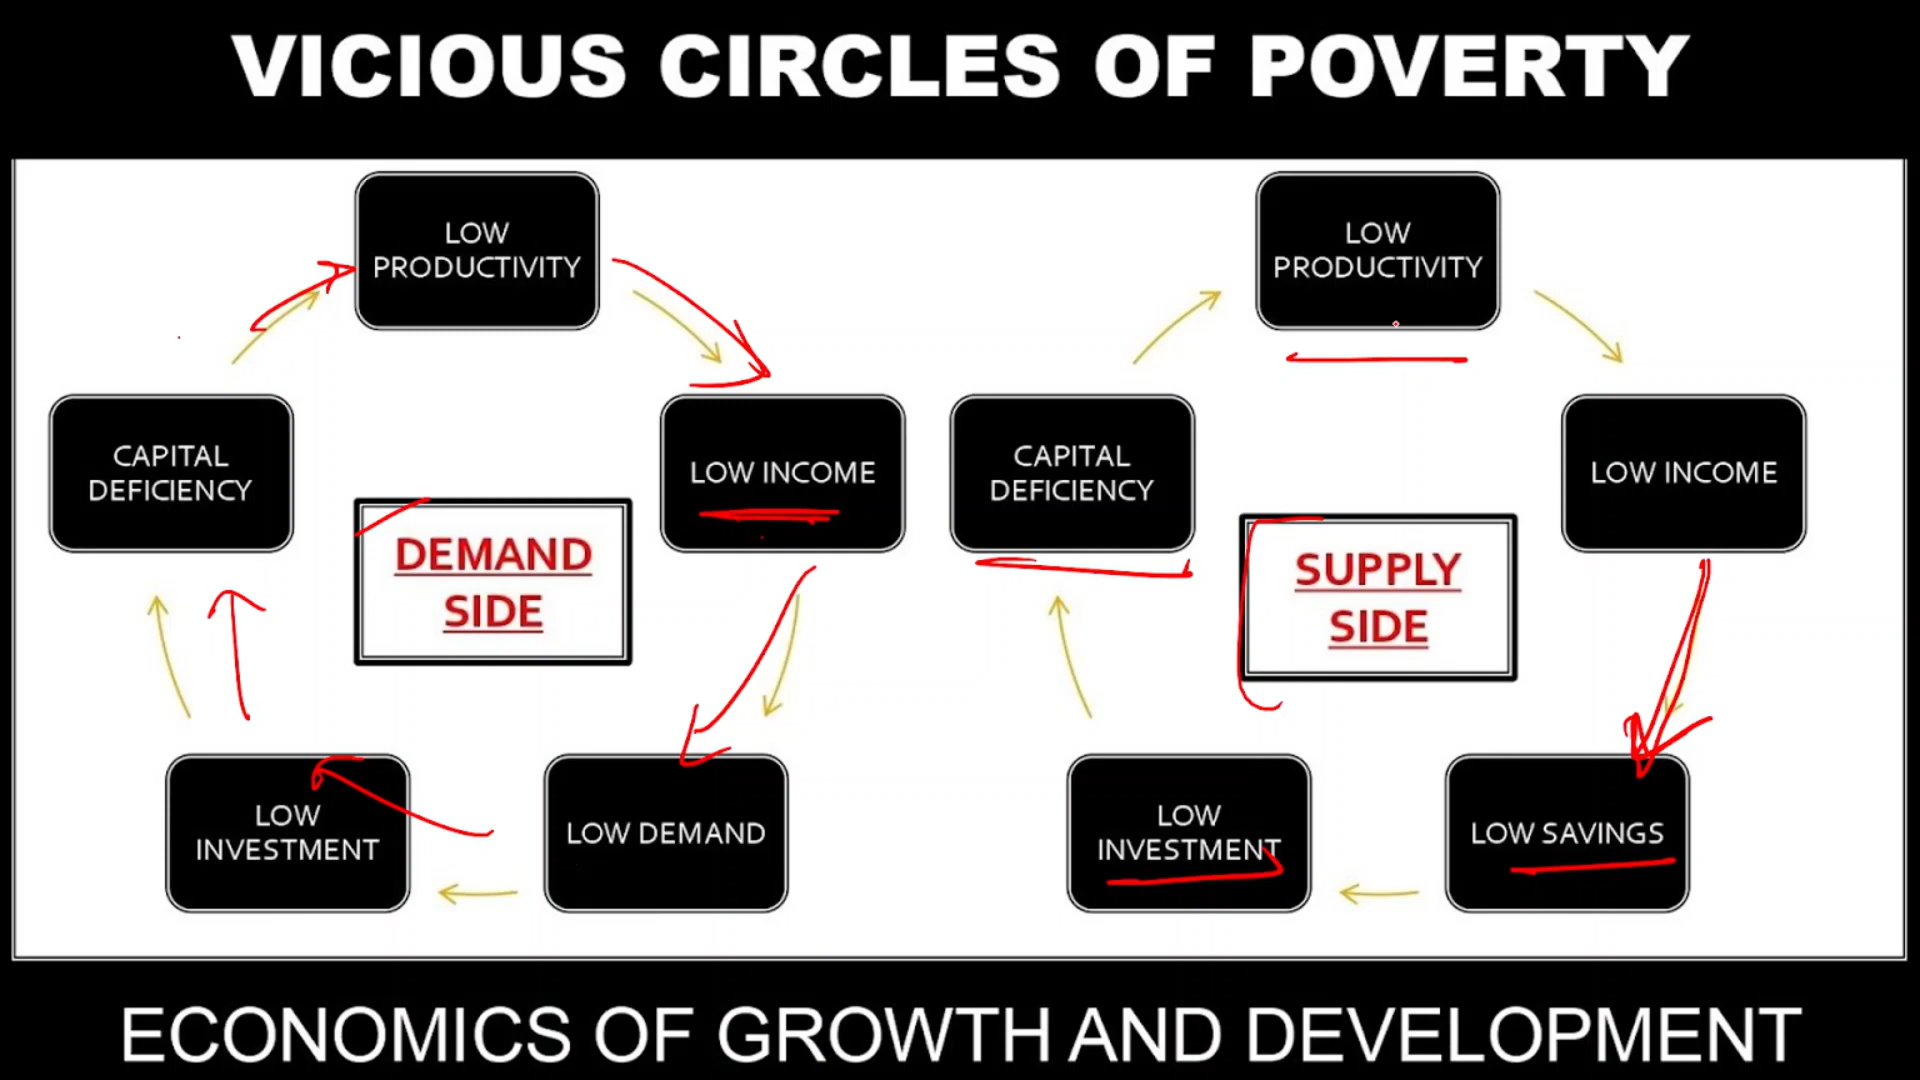 VICIOUS CIRCLES OF POVERTY
LOW
PRODUCTIVITY
LOW INCOME
LOW DEMAND
LOW
INVESTMENT
CAPITAL
DEFICIENCY
DEMAND
SIDE
LOW
PRODUCTIVITY
LOW INCOME
LOW SAVINGS
LOW
INVESTMENT
CAPITAL
DEFICIENCY
SUPPLY
SIDE
ECONOMICS OF GROWTH AND DEVELOPMENT